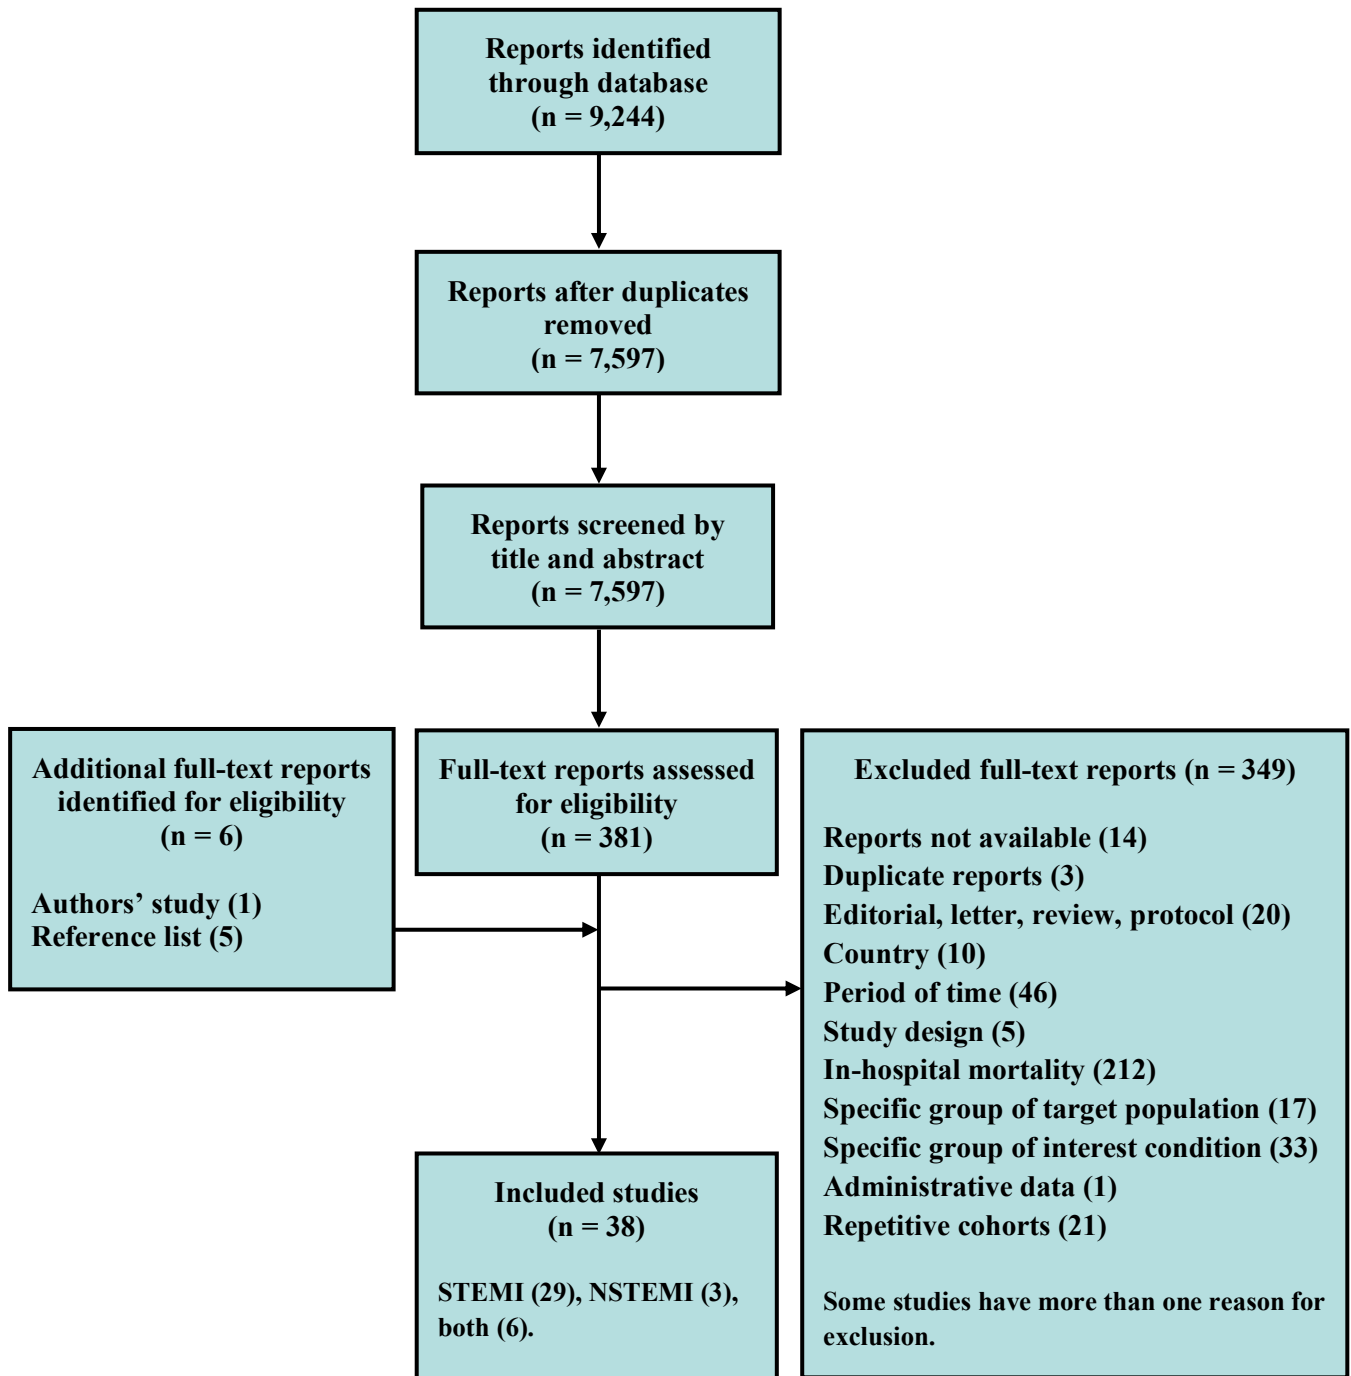 Reports identified
through database
(n = 9,244)
Reports after duplicates
removed
(n = 7,597)
Reports screened by
title and abstract
(n = 7,597)
Additional full-text reports
identified for eligibility
(n = 6)
Authors’ study (1)
Reference list (5)
Full-text reports assessed
for eligibility
(n = 381)
Excluded full-text reports (n = 349)
Reports not available (14)
Duplicate reports (3)
Editorial, letter, review, protocol (20)
Country (10)
Period of time (46)
Study design (5)
In-hospital mortality (212)
Specific group of target population (17)
Specific group of interest condition (33)
Administrative data (1)
Repetitive cohorts (21)
Some studies have more than one reason for
exclusion.
Included studies
(n = 38)
STEMI (29), NSTEMI (3),
both (6).